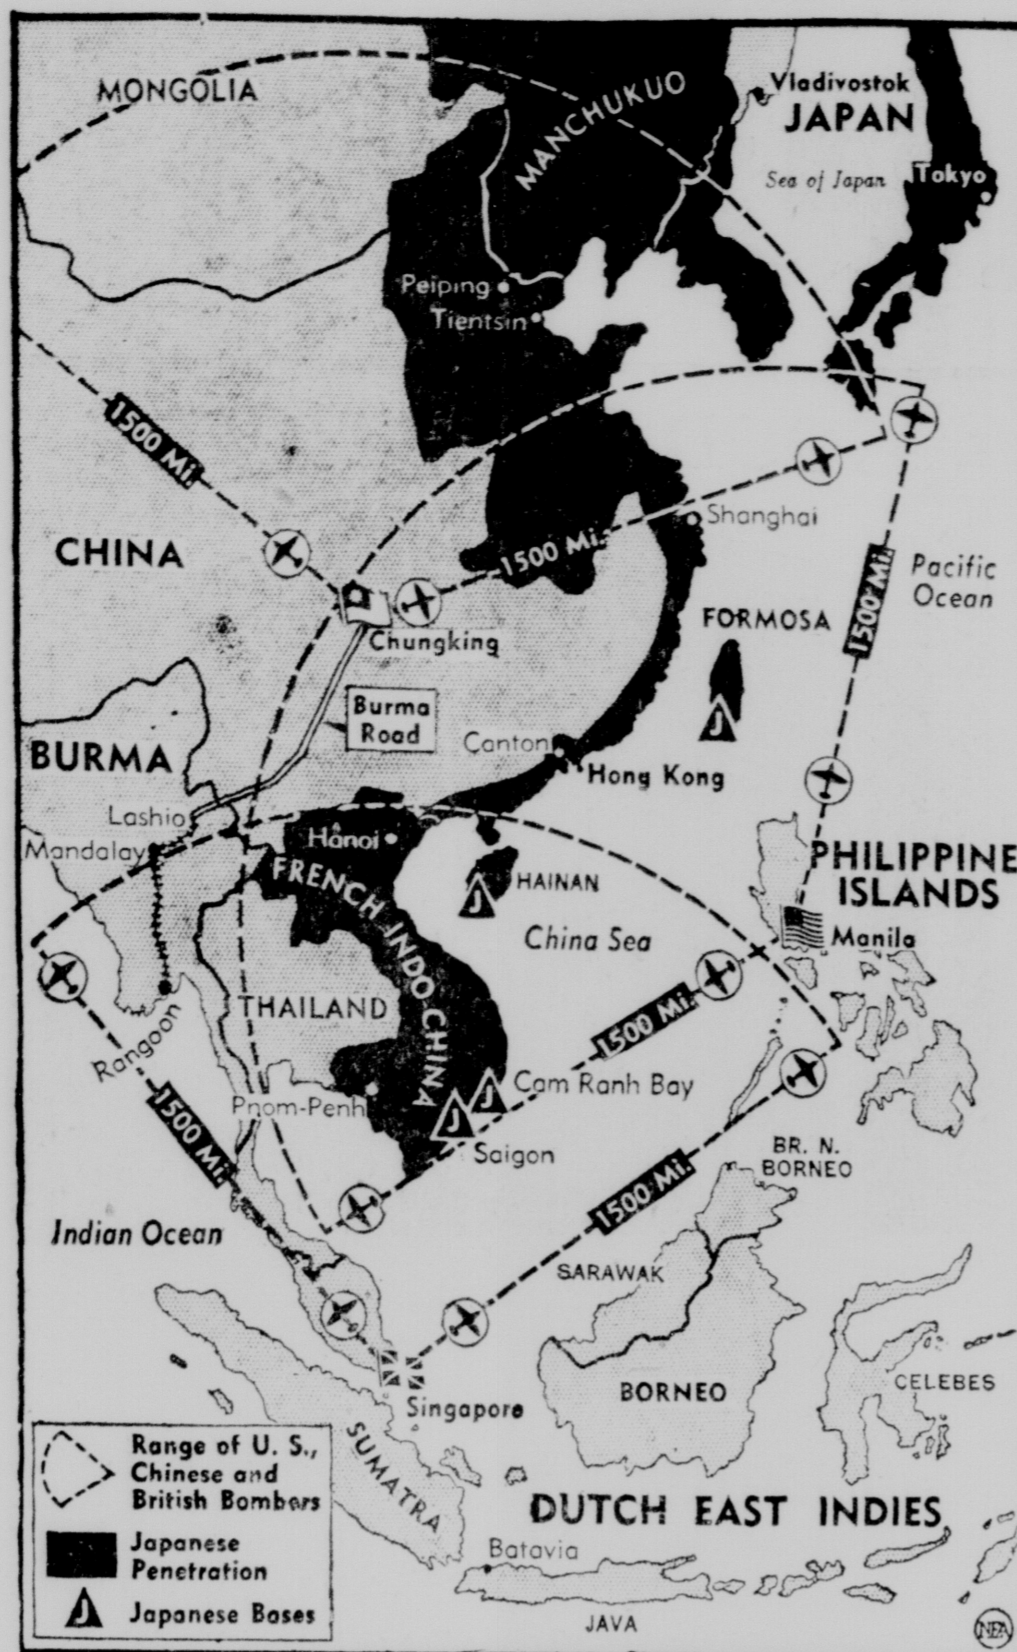 MONGOLIA
MANCHUKUO
Vladivostok
JAPAN
Sea of Japan
Tokyo
Peiping
Tientsin
1500 Mi.
CHINA
1500 Mi.
Shanghai
1500 Mi.
Pacific
Ocean
FORMOSA
Chungking
Burma
Road
J
BURMA
Canton
Hong Kong
Lashio
Mandalay
Hanoi
FRENCH INDO-CHINA
HAINAN
J
PHILIPPINE
ISLANDS
China Sea
Manila
THAILAND
Rangoon
1500 Mi.
Cam Ranh Bay
J
Pnom-Penh
J
1500 Mi.
Saigon
BR. N.
BORNEO
1500 Mi.
Indian Ocean
SARAWAK
BORNEO
CELEBES
Singapore
SUMATRA
Range of U. S.,
Chinese and
British Bombers
DUTCH EAST INDIES
Japanese
Penetration
Batavia
J
Japanese Bases
JAVA
NEA